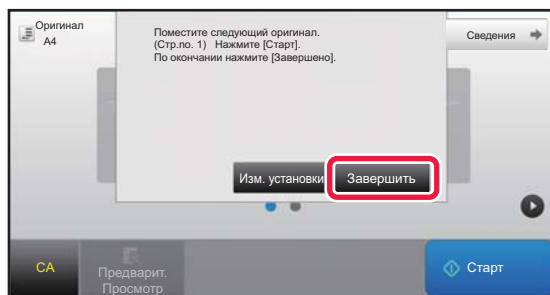 Оригинал
A4
Поместите следующий оригинал.
(Стр.no. 1) Нажмите [Старт].
По окончании нажмите [Завершено].
Сведения
Изм. установки
Завершить
CA
Предварит.
Просмотр
Старт